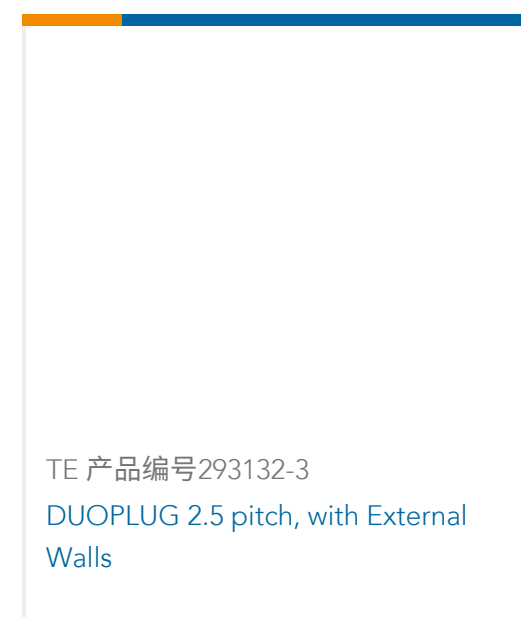 TE 产品编号293132-3
DUOPLUG 2.5 pitch, with External
Walls